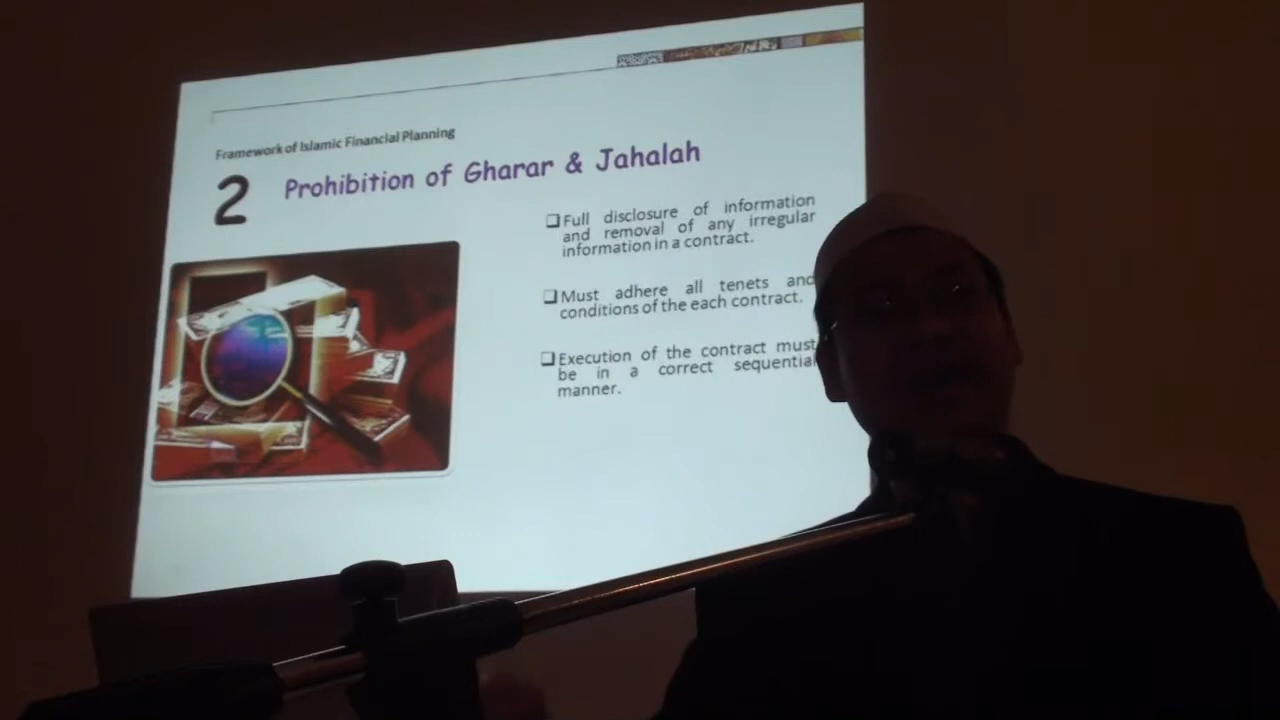 Framework of Islamic Financial Planning
2 Prohibition of Gharar & Jahalah
❑Full disclosure of information
and removal of any irregular
information in a contract.
❑Must adhere all tenets and
conditions of the each contract.
❑Execution of the contract must
be in a correct sequential
manner.